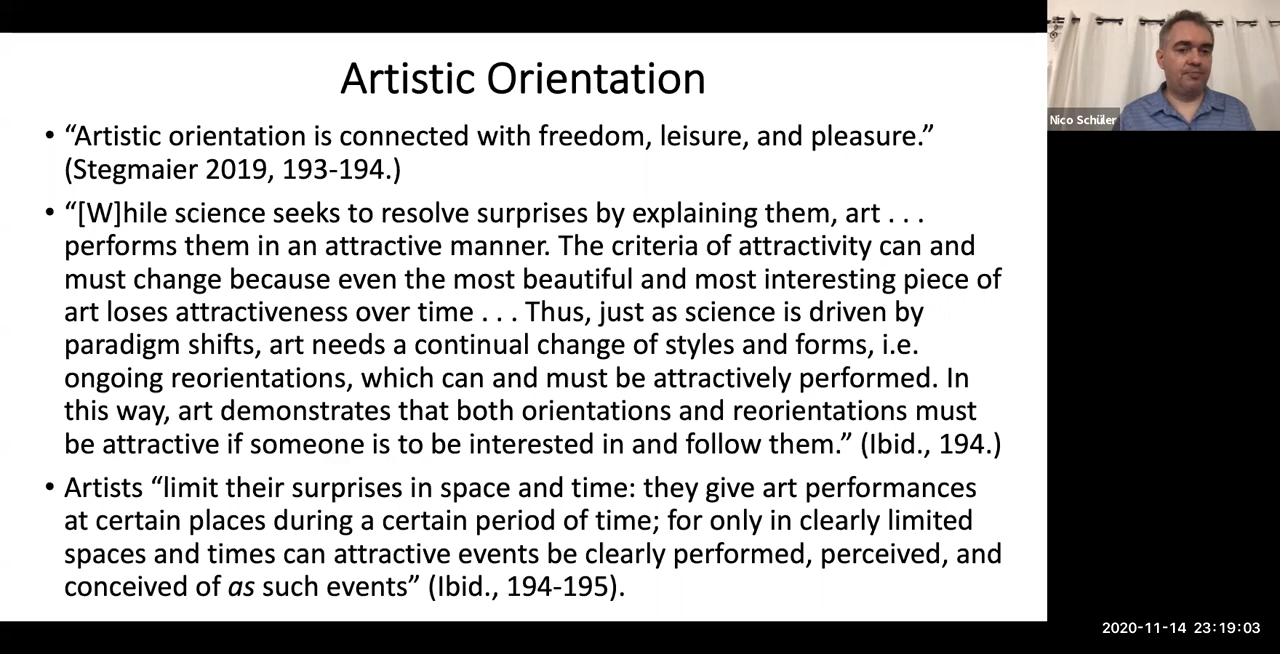 Artistic Orientation
• “Artistic orientation is connected with freedom, leisure, and pleasure.”
(Stegmaier 2019, 193-194.)
• “[W]hile science seeks to resolve surprises by explaining them, art . . .
performs them in an attractive manner. The criteria of attractivity can and
must change because even the most beautiful and most interesting piece of
art loses attractiveness over time . . . Thus, just as science is driven by
paradigm shifts, art needs a continual change of styles and forms, i.e.
ongoing reorientations, which can and must be attractively performed. In
this way, art demonstrates that both orientations and reorientations must
be attractive if someone is to be interested in and follow them.” (Ibid., 194.)
• Artists “limit their surprises in space and time: they give art performances
at certain places during a certain period of time; for only in clearly limited
spaces and times can attractive events be clearly performed, perceived, and
conceived of as such events” (Ibid., 194-195).
Nico Schüler
2020-11-14 23:19:03